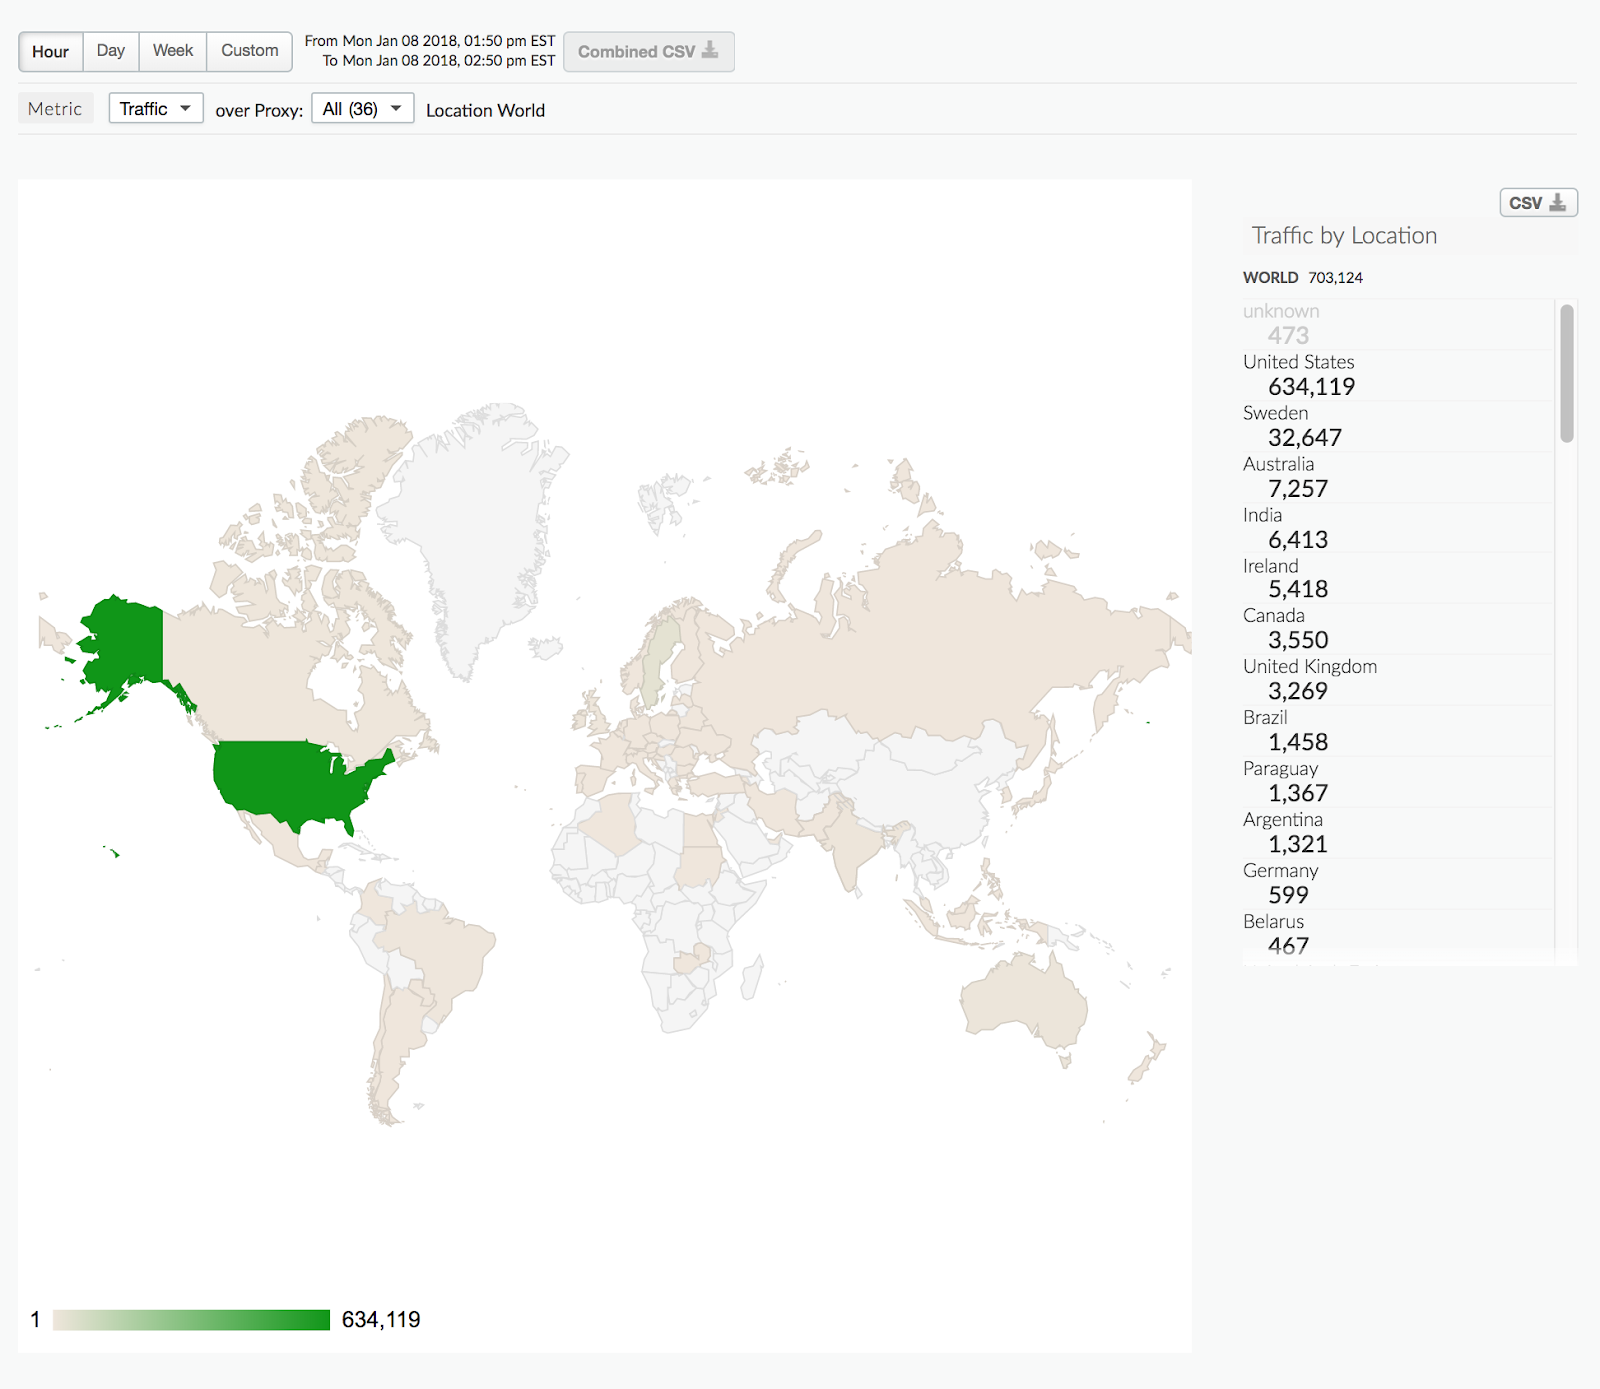 Hour Day Week Custom From Mon Jan 08 2018, 01:50 pm EST
To Mon Jan 08 2018, 02:50 pm EST Combined CSV
Metric Traffic over Proxy: All (36) Location World
CSV
Traffic by Location
WORLD 703,124
unknown
473
United States
634,119
Sweden
32,647
Australia
7,257
India
6,413
Ireland
5,418
Canada
3,550
United Kingdom
3,269
Brazil
1,458
Paraguay
1,367
Argentina
1,321
Germany
599
Belarus
467
1 634,119